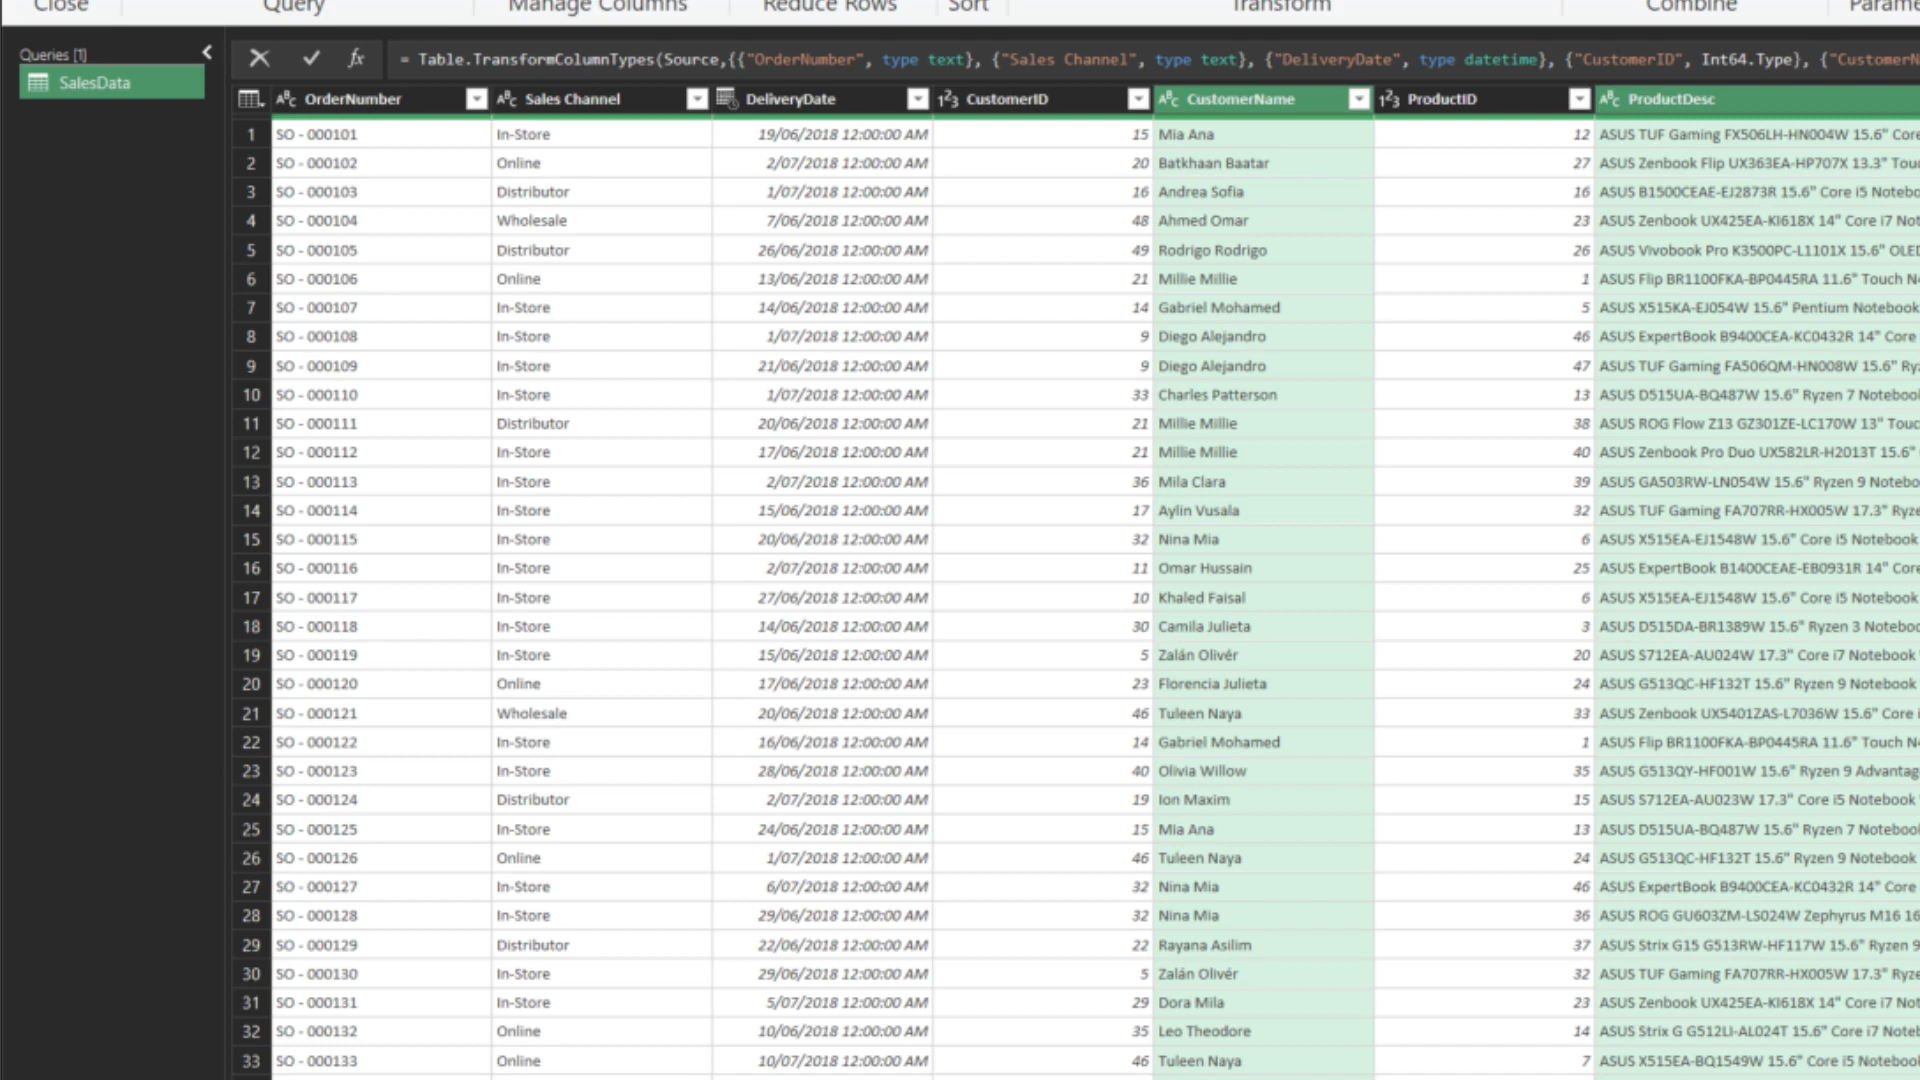 Close Query Manage Columns Reduce Rows Sort Transform Combine
Queries [1]
SalesData
= Table.TransformColumnTypes(Source,{{"OrderNumber", type text}, {"Sales Channel", type text}, {"DeliveryDate", type datetime}, {"CustomerID", Int64.Type}, {"CustomerN
OrderNumber Sales Channel DeliveryDate CustomerID CustomerName ProductID ProductDesc
1 SO - 000101 In-Store 19/06/2018 12:00:00 AM 15 Mia Ana 12 ASUS TUF Gaming FX506LH-HN004W 15.6" Core
2 SO - 000102 Online 2/07/2018 12:00:00 AM 20 Batkhaan Baatar 27 ASUS Zenbook Flip UX363EA-HP707X 13.3" Touc
3 SO - 000103 Distributor 1/07/2018 12:00:00 AM 16 Andrea Sofia 16 ASUS B1500CEAE-EJ2873R 15.6" Core i5 Notebo
4 SO - 000104 Wholesale 7/06/2018 12:00:00 AM 48 Ahmed Omar 23 ASUS Zenbook UX425EA-KI618X 14" Core i7 Not
5 SO - 000105 Distributor 26/06/2018 12:00:00 AM 49 Rodrigo Rodrigo 26 ASUS Vivobook Pro K3500PC-L1101X 15.6" OLED
6 SO - 000106 Online 13/06/2018 12:00:00 AM 21 Millie Millie 1 ASUS Flip BR1100FKA-BP0445RA 11.6" Touch N4
7 SO - 000107 In-Store 14/06/2018 12:00:00 AM 14 Gabriel Mohamed 5 ASUS X515KA-EJ054W 15.6" Pentium Notebook
8 SO - 000108 In-Store 1/07/2018 12:00:00 AM 9 Diego Alejandro 46 ASUS ExpertBook B9400CEA-KC0432R 14" Core
9 SO - 000109 In-Store 21/06/2018 12:00:00 AM 9 Diego Alejandro 47 ASUS TUF Gaming FA506QM-HN008W 15.6" Ryz
10 SO - 000110 In-Store 1/07/2018 12:00:00 AM 33 Charles Patterson 13 ASUS D515UA-BQ487W 15.6" Ryzen 7 Notebook
11 SO - 000111 Distributor 20/06/2018 12:00:00 AM 21 Millie Millie 38 ASUS ROG Flow Z13 GZ301ZE-LC170W 13" Touc
12 SO - 000112 In-Store 17/06/2018 12:00:00 AM 21 Millie Millie 40 ASUS Zenbook Pro Duo UX582LR-H2013T 15.6"
13 SO - 000113 In-Store 2/07/2018 12:00:00 AM 36 Mila Clara 39 ASUS GA503RW-LN054W 15.6" Ryzen 9 Notebo
14 SO - 000114 In-Store 15/06/2018 12:00:00 AM 17 Aylin Vusala 32 ASUS TUF Gaming FA707RR-HX005W 17.3" Ryze
15 SO - 000115 In-Store 20/06/2018 12:00:00 AM 32 Nina Mia 6 ASUS X515EA-EJ1548W 15.6" Core i5 Notebook
16 SO - 000116 In-Store 2/07/2018 12:00:00 AM 11 Omar Hussain 25 ASUS ExpertBook B1400CEAE-EB0931R 14" Core
17 SO - 000117 In-Store 27/06/2018 12:00:00 AM 10 Khaled Faisal 6 ASUS X515EA-EJ1548W 15.6" Core i5 Notebook
18 SO - 000118 In-Store 14/06/2018 12:00:00 AM 30 Camila Julieta 3 ASUS D515DA-BR1389W 15.6" Ryzen 3 Noteboo
19 SO - 000119 In-Store 15/06/2018 12:00:00 AM 5 Zalán Olivér 20 ASUS S712EA-AU024W 17.3" Core i7 Notebook
20 SO - 000120 Online 17/06/2018 12:00:00 AM 23 Florencia Julieta 24 ASUS G513QC-HF132T 15.6" Ryzen 9 Notebook
21 SO - 000121 Wholesale 20/06/2018 12:00:00 AM 46 Tuleen Naya 33 ASUS Zenbook UX5401ZAS-L7036W 15.6" Core i
22 SO - 000122 In-Store 16/06/2018 12:00:00 AM 14 Gabriel Mohamed 1 ASUS Flip BR1100FKA-BP0445RA 11.6" Touch N4
23 SO - 000123 In-Store 28/06/2018 12:00:00 AM 40 Olivia Willow 35 ASUS G513QY-HF001W 15.6" Ryzen 9 Advantag
24 SO - 000124 Distributor 2/07/2018 12:00:00 AM 19 Ion Maxim 15 ASUS S712EA-AU023W 17.3" Core i5 Notebook
25 SO - 000125 In-Store 24/06/2018 12:00:00 AM 15 Mia Ana 13 ASUS D515UA-BQ487W 15.6" Ryzen 7 Notebook
26 SO - 000126 Online 1/07/2018 12:00:00 AM 46 Tuleen Naya 24 ASUS G513QC-HF132T 15.6" Ryzen 9 Notebook
27 SO - 000127 In-Store 6/07/2018 12:00:00 AM 32 Nina Mia 46 ASUS ExpertBook B9400CEA-KC0432R 14" Core
28 SO - 000128 In-Store 29/06/2018 12:00:00 AM 32 Nina Mia 36 ASUS ROG GU603ZM-LS024W Zephyrus M16 16
29 SO - 000129 Distributor 22/06/2018 12:00:00 AM 22 Rayana Asilim 37 ASUS Strix G15 G513RW-HF117W 15.6" Ryzen 9
30 SO - 000130 In-Store 29/06/2018 12:00:00 AM 5 Zalán Olivér 32 ASUS TUF Gaming FA707RR-HX005W 17.3" Ryze
31 SO - 000131 In-Store 5/07/2018 12:00:00 AM 29 Dora Mila 23 ASUS Zenbook UX425EA-KI618X 14" Core i7 Not
32 SO - 000132 Online 10/06/2018 12:00:00 AM 35 Leo Theodore 14 ASUS Strix G G512LI-AL024T 15.6" Core i7 Noteb
33 SO - 000133 Online 10/07/2018 12:00:00 AM 46 Tuleen Naya 7 ASUS X515EA-BQ1549W 15.6" Core i5 Notebook